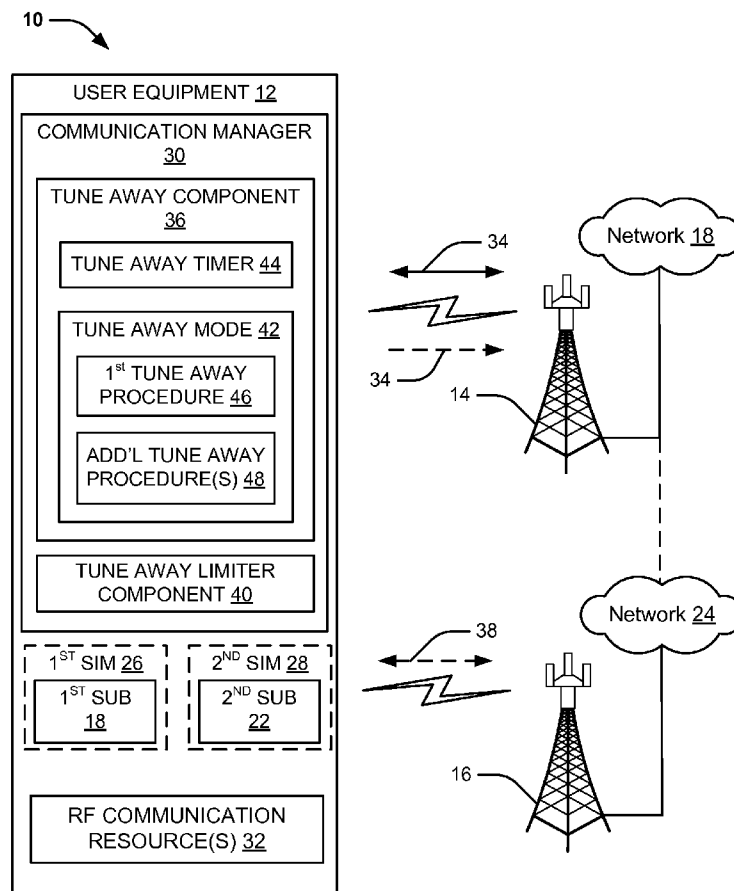 10
USER EQUIPMENT 12
COMMUNICATION MANAGER
30
TUNE AWAY COMPONENT
36
TUNE AWAY TIMER 44
TUNE AWAY MODE 42
1st TUNE AWAY
PROCEDURE 46
ADD'L TUNE AWAY
PROCEDURE(S) 48
TUNE AWAY LIMITER
COMPONENT 40
1ST SIM 26
1ST SUB
18
2ND SIM 28
2ND SUB
22
RF COMMUNICATION
RESOURCE(S) 32
34
34
14
Network 18
38
16
Network 24